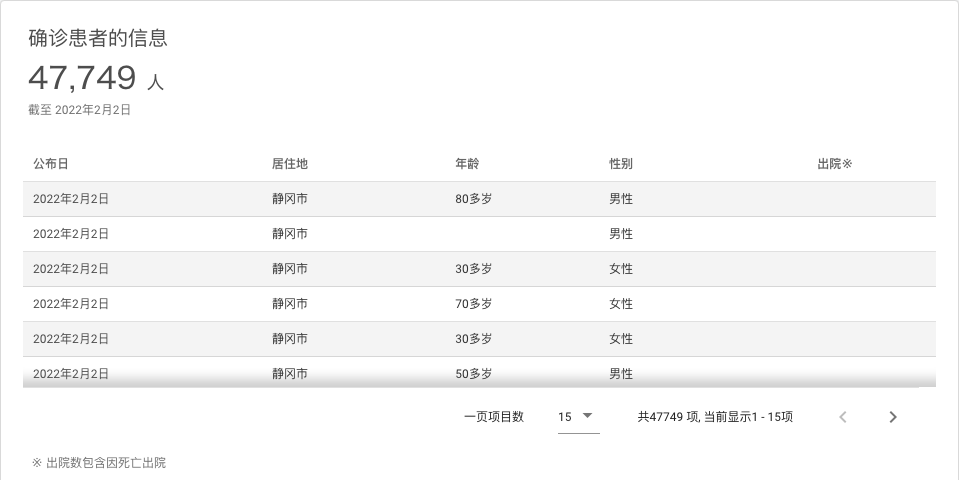 确诊患者的信息
47,749 人
截至 2022年2月2日
公布日 居住地 年龄 性别 出院※
2022年2月2日 静冈市 80多岁 男性
2022年2月2日 静冈市 男性
2022年2月2日 静冈市 30多岁 女性
2022年2月2日 静冈市 70多岁 女性
2022年2月2日 静冈市 30多岁 女性
2022年2月2日 静冈市 50多岁 男性
一页项目数 15 共47749 项, 当前显示1 - 15项
※ 出院数包含因死亡出院